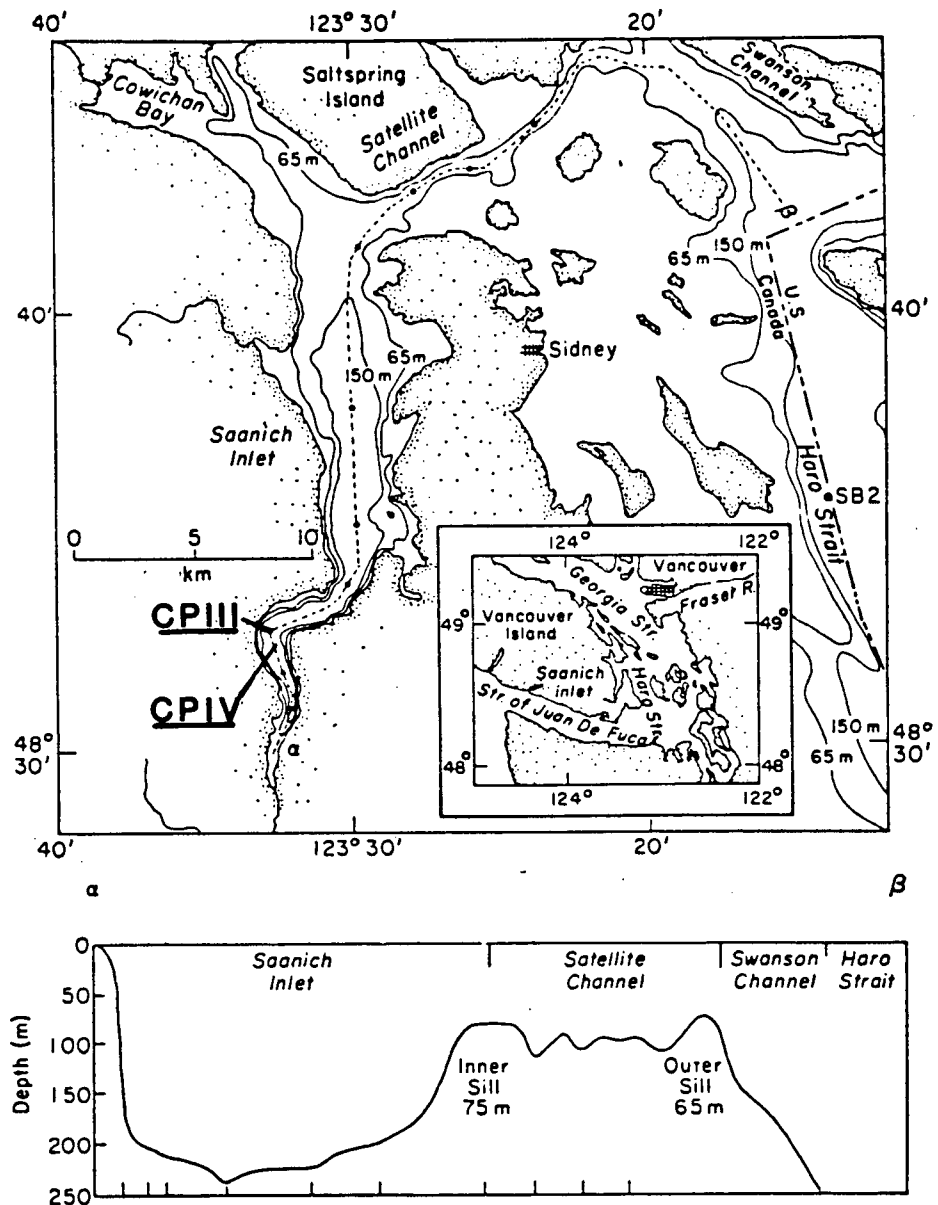 40'
123° 30'
20'
Cowichan
Bay
Saltspring
Island
Satellite
Channel
Swanson
Channel
65 m
β
65 m
150 m
U S
Canada
40'
40'
Sidney
65 m
150 m
Saanich
Inlet
Haro
Strait
SB2
0 5 10
km
CPIII
CPIV
α
48°
30'
124°
122°
Vancouver
Georgia Str.
Fraser R.
49°
49°
Vancouver
Island
Saanich
inlet
Haro Str.
Str. of Juan De Fuca
48°
48°
124°
122°
150 m
65 m
48°
30'
40'
123° 30'
20'
α
β
Saanich
Inlet
Satellite
Channel
Swanson
Channel
Haro
Strait
Depth (m)
0
50
100
150
200
250
Inner
Sill
75 m
Outer
Sill
65 m